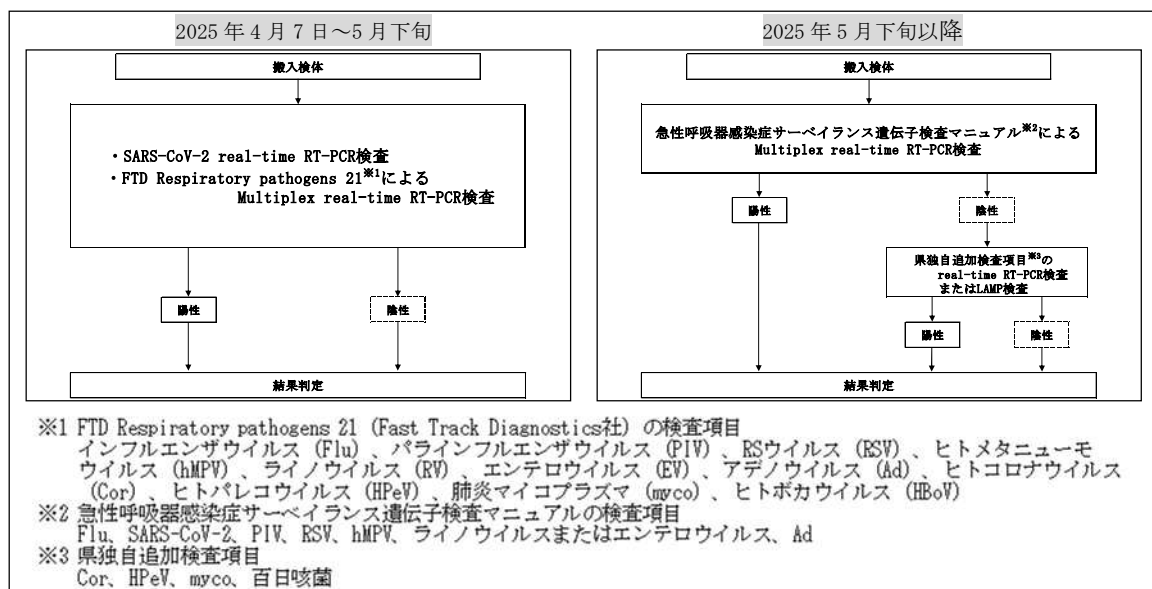 2025年4月7日～5月下旬
搬入検体
・SARS-CoV-2 real-time RT-PCR検査
・FTD Respiratory pathogens 21※1による
Multiplex real-time RT-PCR検査
陽性
陰性
結果判定
2025年5月下旬以降
搬入検体
急性呼吸器感染症サーベイランス遺伝子検査マニュアル※2による
Multiplex real-time RT-PCR検査
陽性
陰性
県独自追加検査項目※3の
real-time RT-PCR検査
またはLAMP検査
陽性
陰性
結果判定
※1 FTD Respiratory pathogens 21 (Fast Track Diagnostics社) の検査項目
インフルエンザウイルス (Flu) 、パラインフルエンザウイルス (PIV) 、RSウイルス (RSV) 、ヒトメタニューモ
ウイルス (hMPV) 、ライノウイルス (RV) 、エンテロウイルス (EV) 、アデノウイルス (Ad) 、ヒトコロナウイルス
(Cor) 、ヒトパレコウイルス (HPeV) 、肺炎マイコプラズマ (myco) 、ヒトボカウイルス (HBoV)
※2 急性呼吸器感染症サーベイランス遺伝子検査マニュアルの検査項目
Flu、SARS-CoV-2、PIV、RSV、hMPV、ライノウイルスまたはエンテロウイルス、Ad
※3 県独自追加検査項目
Cor、HPeV、myco、百日咳菌